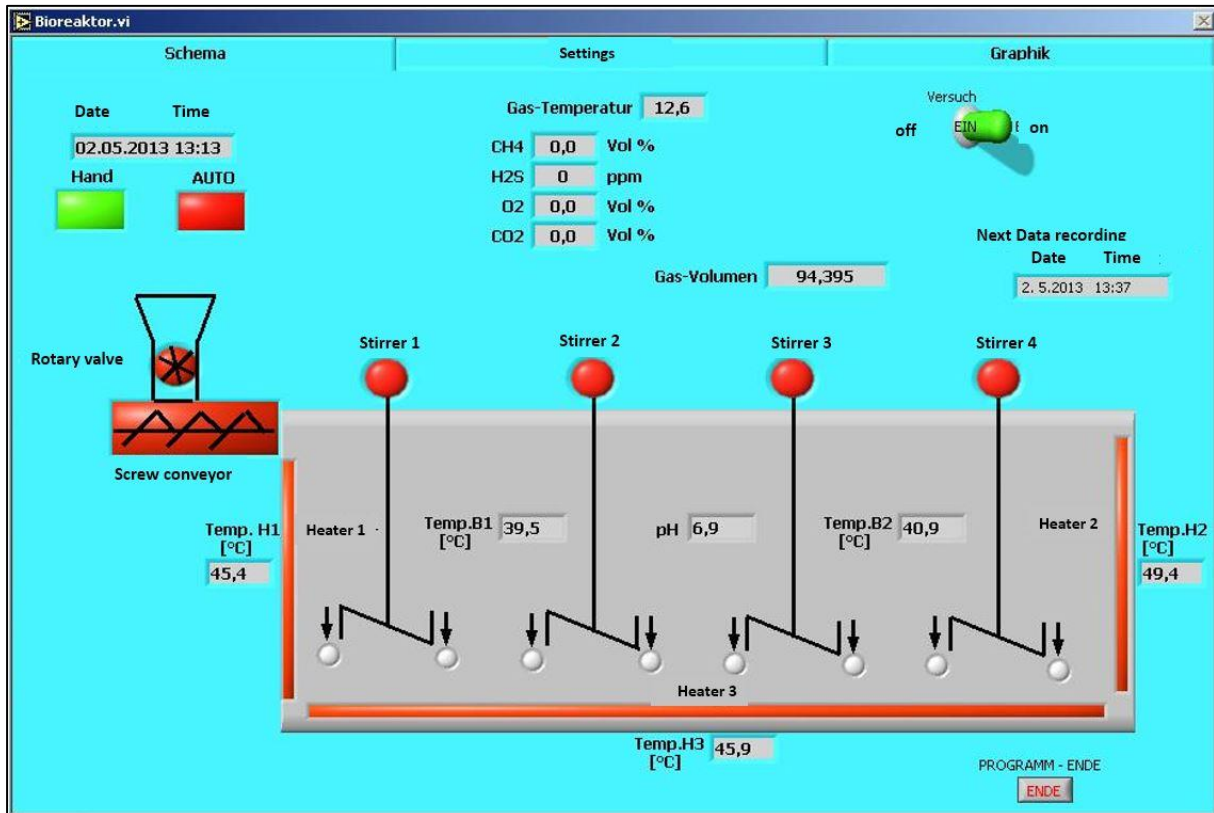 Bioreaktor.vi
Schema Settings Graphik
Date Time
02.05.2013 13:13
Hand AUTO
Gas-Temperatur 12,6
CH4 0,0 Vol %
H2S 0 ppm
O2 0,0 Vol %
CO2 0,0 Vol %
Gas-Volumen 94,395
Versuch
off EIN on
Next Data recording
Date Time
2. 5.2013 13:37
Rotary valve
Screw conveyor
Stirrer 1 Stirrer 2 Stirrer 3 Stirrer 4
Temp. H1
[°C]
45,4
Heater 1
Temp.B1 39,5
[°C]
pH 6,9
Temp.B2 40,9
[°C]
Heater 2
Temp.H2
[°C]
49,4
Heater 3
Temp.H3 45,9
[°C]
PROGRAMM - ENDE
ENDE